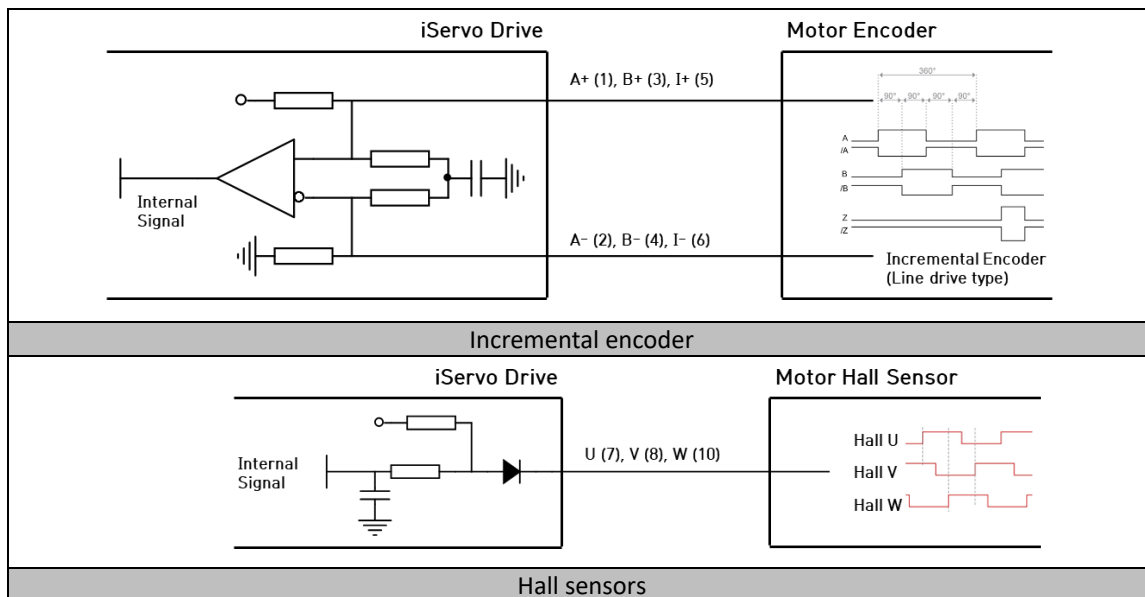 iServo Drive
Motor Encoder
A+ (1), B+ (3), I+ (5)
360°
90° 90° 90° 90°
A
/A
B
/B
Z
/Z
Internal
Signal
A− (2), B− (4), I− (6)
Incremental Encoder
(Line drive type)
Incremental encoder
iServo Drive
Motor Hall Sensor
U (7), V (8), W (10)
Internal
Signal
Hall U
Hall V
Hall W
Hall sensors